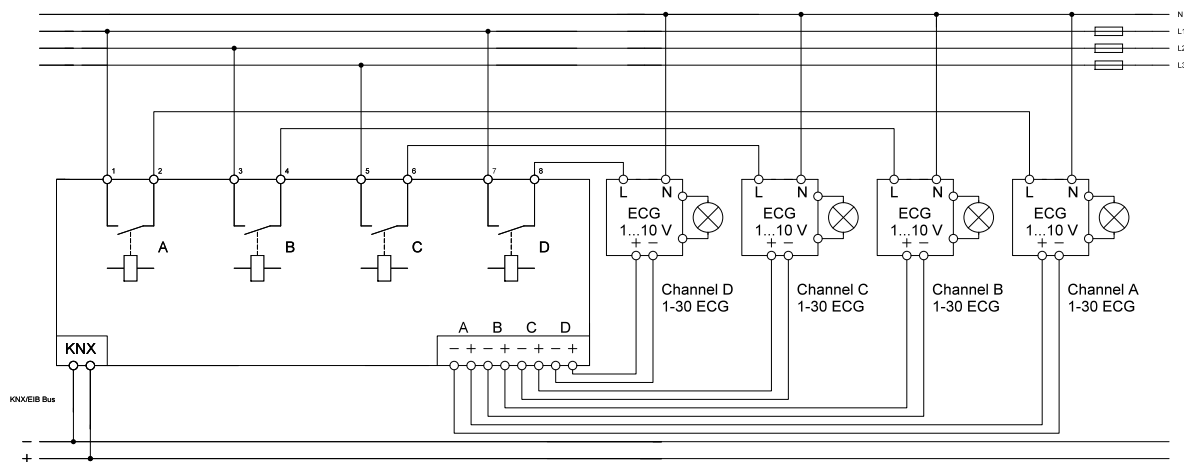 N
L1
L2
L3
1 2 3 4 5 6 7 8
L N L N L N L N
ECG ECG ECG ECG
1...10 V 1...10 V 1...10 V 1...10 V
+ − + − + − + −
A B C D
Channel D Channel C Channel B Channel A
1-30 ECG 1-30 ECG 1-30 ECG 1-30 ECG
A B C D
KNX − + − + − + − +
KNX/EIB Bus
−
+